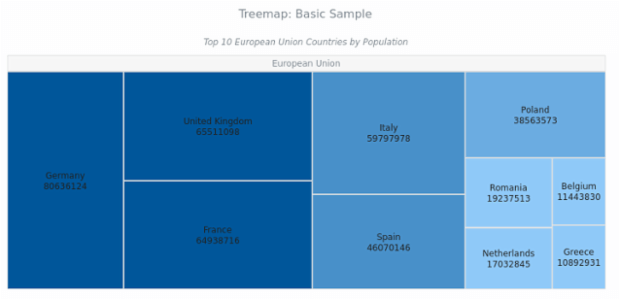 Treemap: Basic Sample
Top 10 European Union Countries by Population
European Union
Germany
80636124
United Kingdom
65511098
France
64938716
Italy
59797978
Spain
46070146
Poland
38563573
Romania
19237513
Netherlands
17032845
Belgium
11443830
Greece
10892931